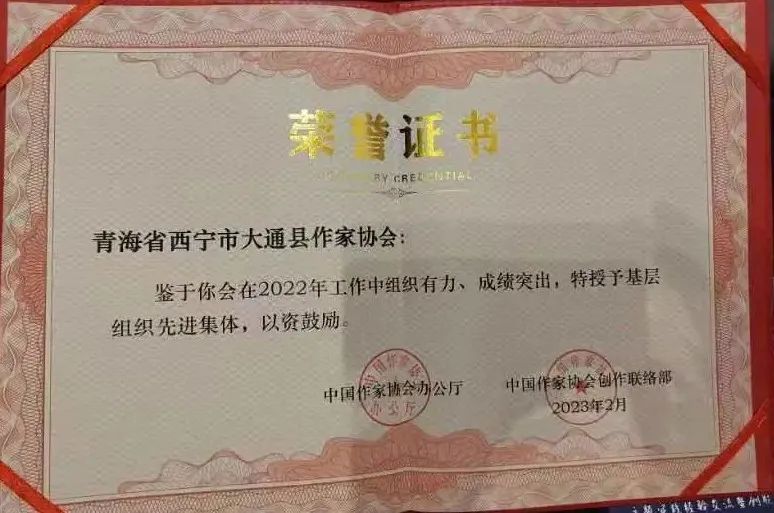 荣誉证书
CREDENTIAL
青海省西宁市大通县作家协会：
鉴于你会在2022年工作中组织有力、成绩突出，特授予基层
组织先进集体，以资鼓励。
中国作家协会办公厅
中国作家协会创作联络部
2023年2月